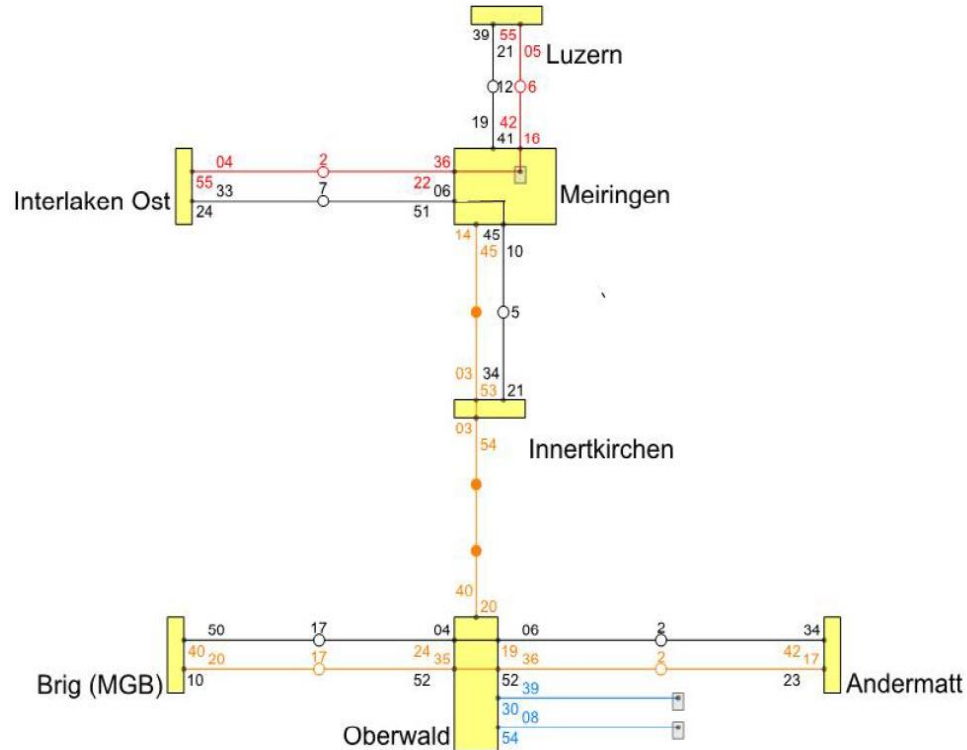 39 55
21 05 Luzern
12 6
19 42
41 16
04 2 36
55 22
Interlaken Ost 33 7 06 Meiringen
24 51
14 45
45 10
5
03 34
53 21
03
54
Innertkirchen
40
20
50 17 04 06 2 34
40 20 17 24 35 19 36 2 42 17
10 52 52 23
Brig (MGB) Andermatt
39
30 08
Oberwald 54